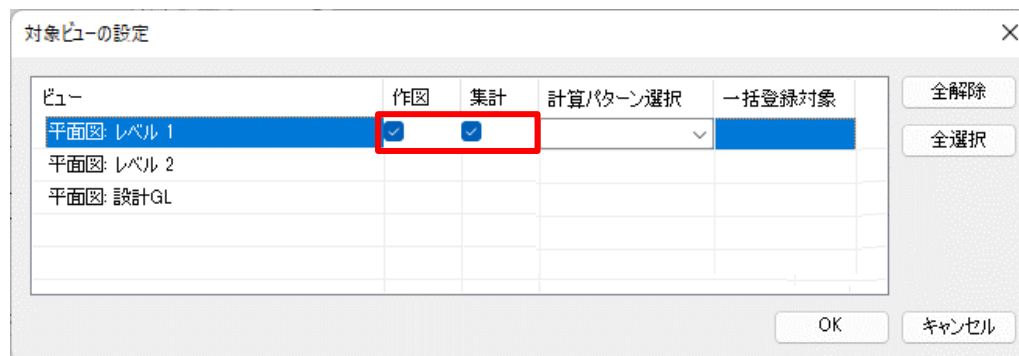 対象ビューの設定
ビュー 作図 集計 計算パターン選択 一括登録対象
全解除
平面図: レベル 1
全選択
平面図: レベル 2
平面図: 設計GL
OK キャンセル